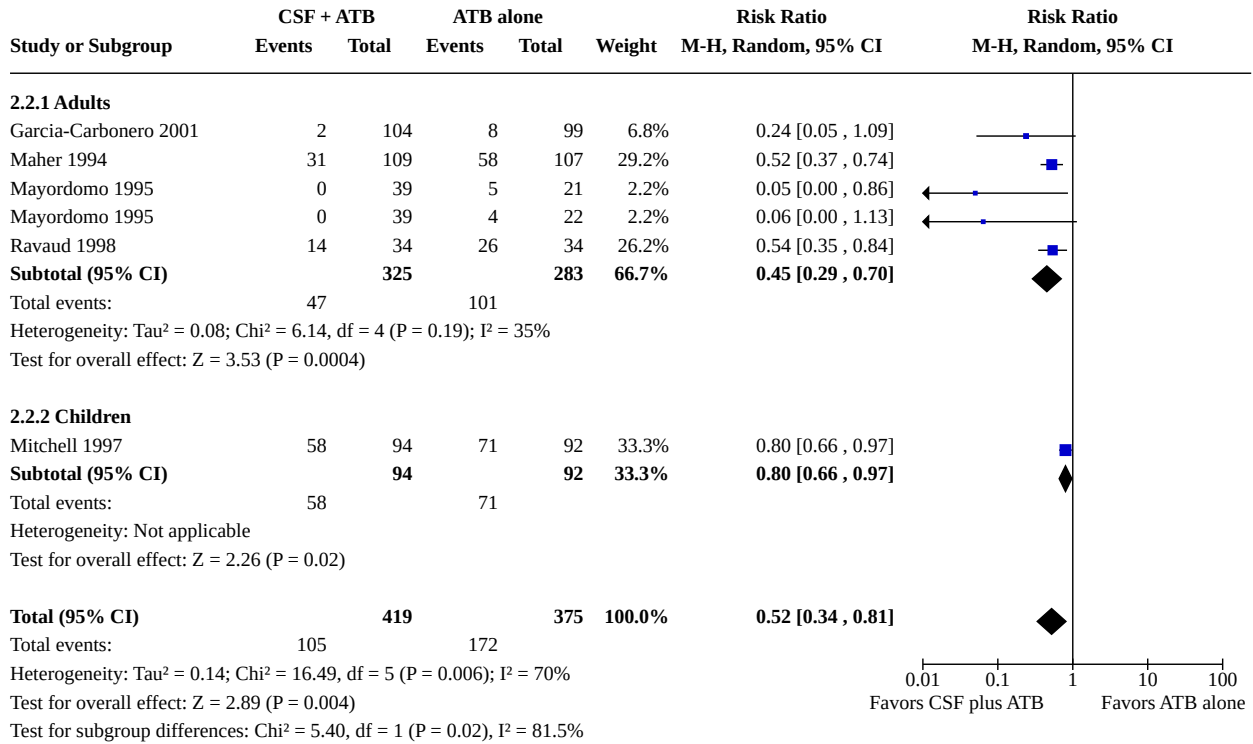 CSF + ATB ATB alone Risk Ratio Risk Ratio
Study or Subgroup Events Total Events Total Weight M-H, Random, 95% CI M-H, Random, 95% CI
2.2.1 Adults
Garcia-Carbonero 2001 2 104 8 99 6.8% 0.24 [0.05 , 1.09]
Maher 1994 31 109 58 107 29.2% 0.52 [0.37 , 0.74]
Mayordomo 1995 0 39 5 21 2.2% 0.05 [0.00 , 0.86]
Mayordomo 1995 0 39 4 22 2.2% 0.06 [0.00 , 1.13]
Ravaud 1998 14 34 26 34 26.2% 0.54 [0.35 , 0.84]
Subtotal (95% CI) 325 283 66.7% 0.45 [0.29 , 0.70]
Total events: 47 101
Heterogeneity: Tau² = 0.08; Chi² = 6.14, df = 4 (P = 0.19); I² = 35%
Test for overall effect: Z = 3.53 (P = 0.0004)
2.2.2 Children
Mitchell 1997 58 94 71 92 33.3% 0.80 [0.66 , 0.97]
Subtotal (95% CI) 94 92 33.3% 0.80 [0.66 , 0.97]
Total events: 58 71
Heterogeneity: Not applicable
Test for overall effect: Z = 2.26 (P = 0.02)
Total (95% CI) 419 375 100.0% 0.52 [0.34 , 0.81]
Total events: 105 172
Heterogeneity: Tau² = 0.14; Chi² = 16.49, df = 5 (P = 0.006); I² = 70%
0.01 0.1 1 10 100
Test for overall effect: Z = 2.89 (P = 0.004) Favors CSF plus ATB Favors ATB alone
Test for subgroup differences: Chi² = 5.40, df = 1 (P = 0.02), I² = 81.5%